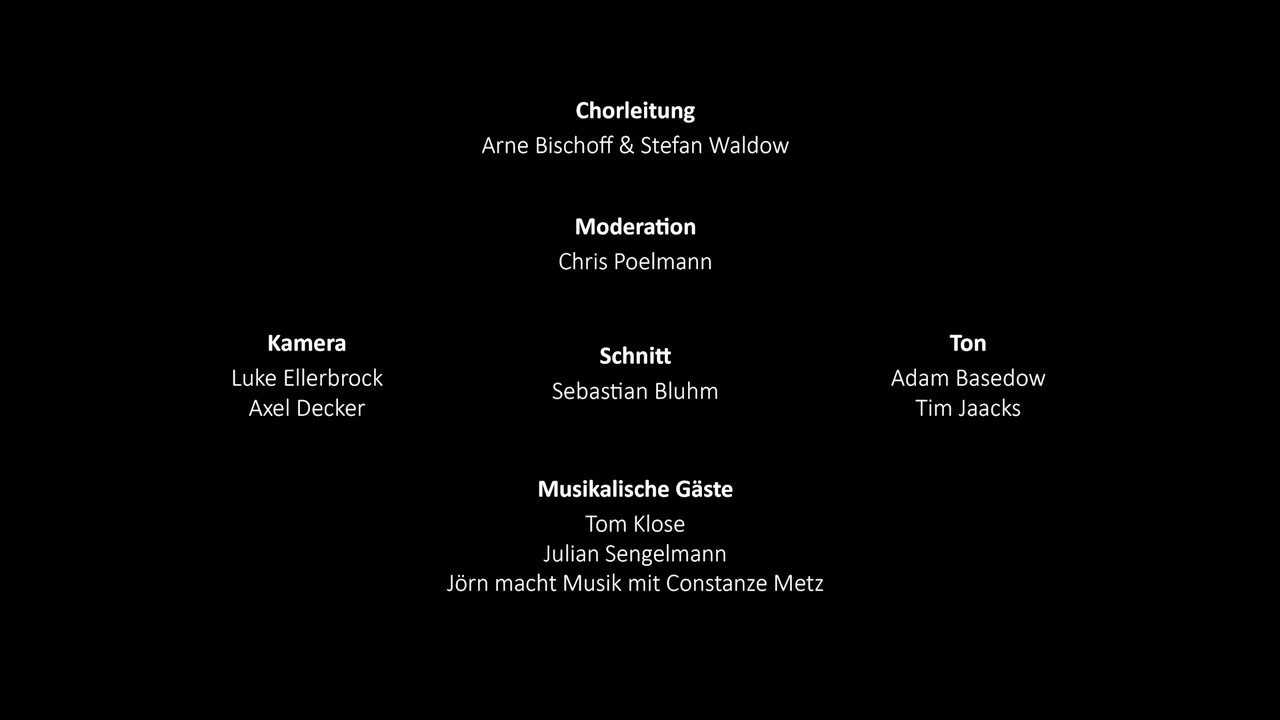 Chorleitung
Arne Bischoff & Stefan Waldow
Moderation
Chris Poelmann
Kamera
Luke Ellerbrock
Axel Decker
Schnitt
Sebastian Bluhm
Ton
Adam Basedow
Tim Jaacks
Musikalische Gäste
Tom Klose
Julian Sengelmann
Jörn macht Musik mit Constanze Metz